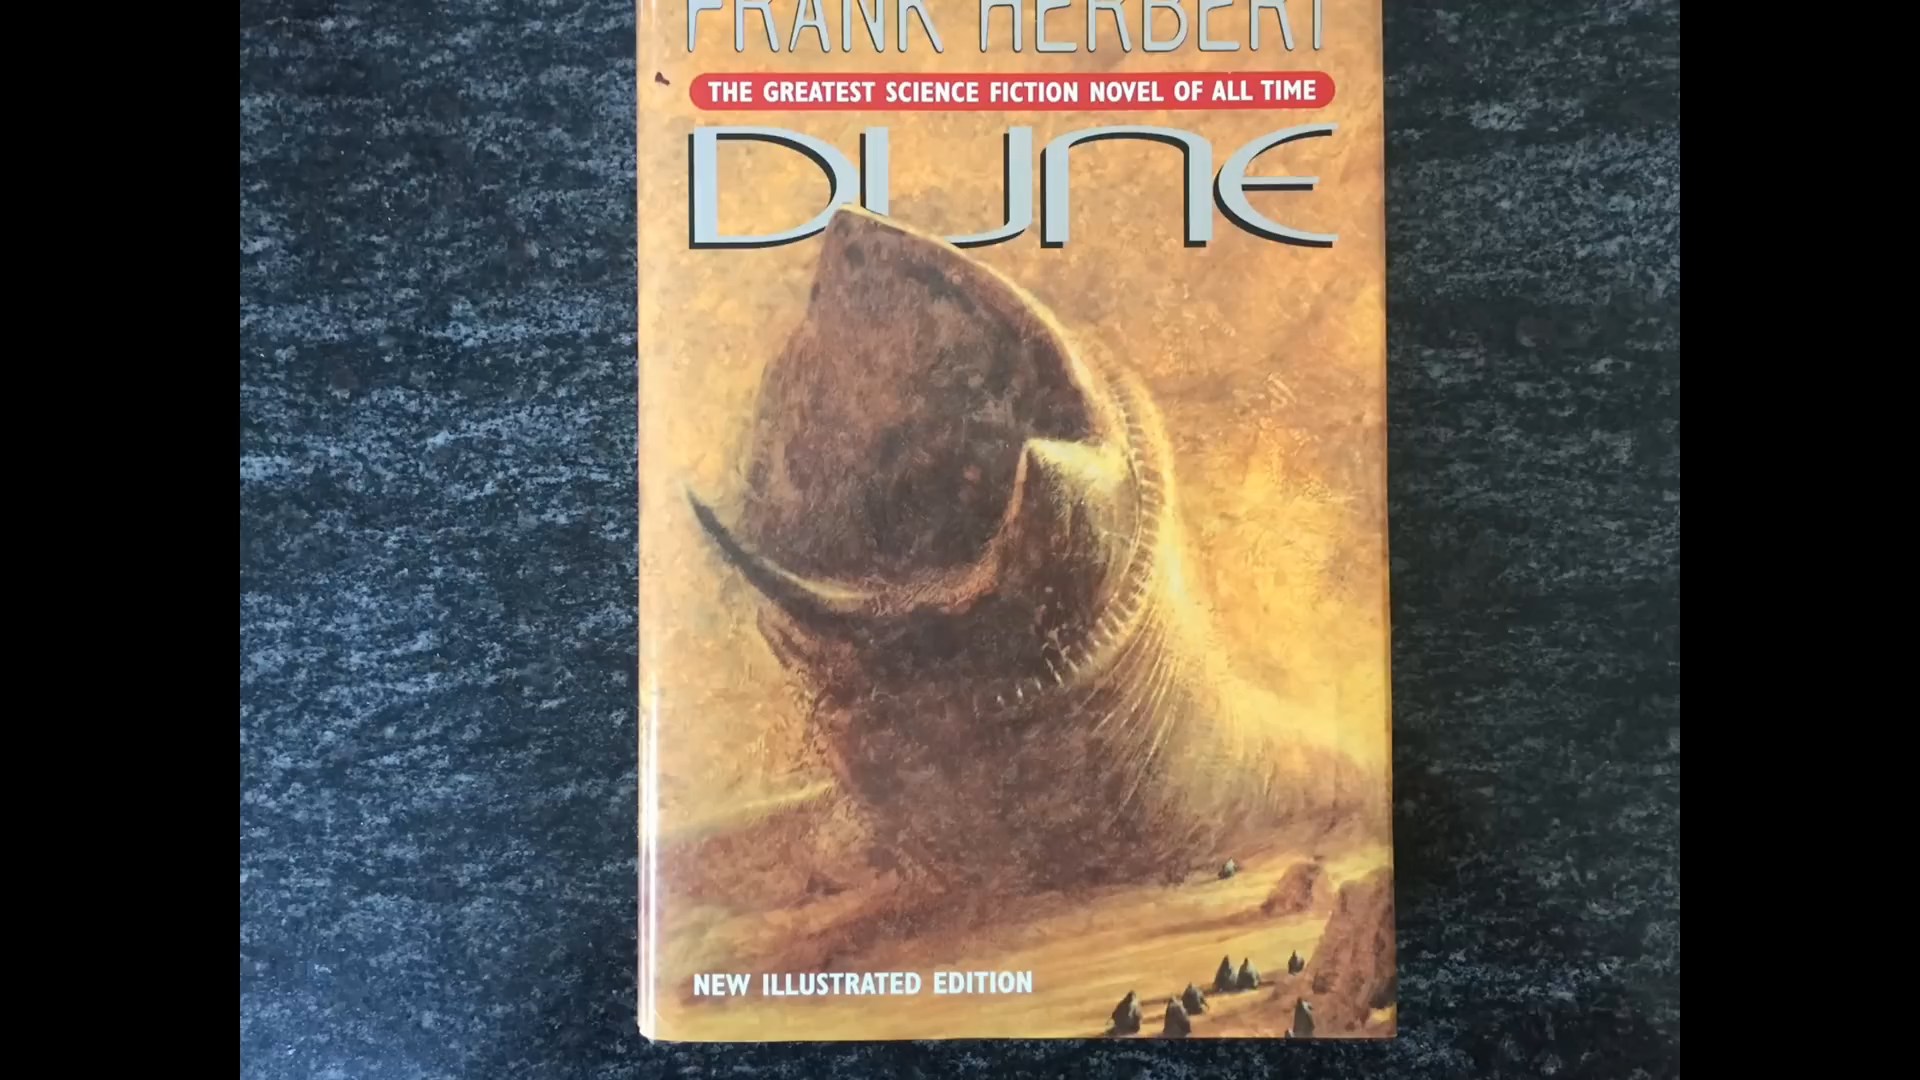 FRANK HERBERT
THE GREATEST SCIENCE FICTION NOVEL OF ALL TIME
DUNE
NEW ILLUSTRATED EDITION